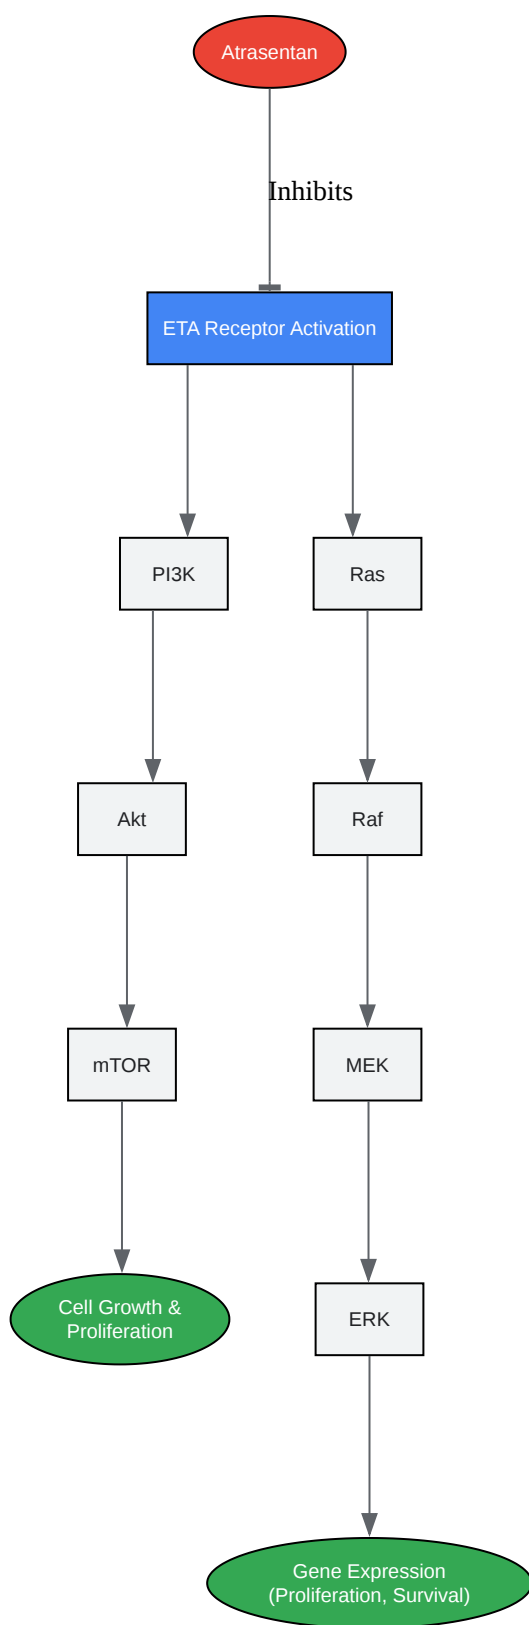 Atrasentan
Inhibits
ETA Receptor Activation
PI3K
Ras
Akt
Raf
mTOR
MEK
Cell Growth &
Proliferation
ERK
Gene Expression
(Proliferation, Survival)